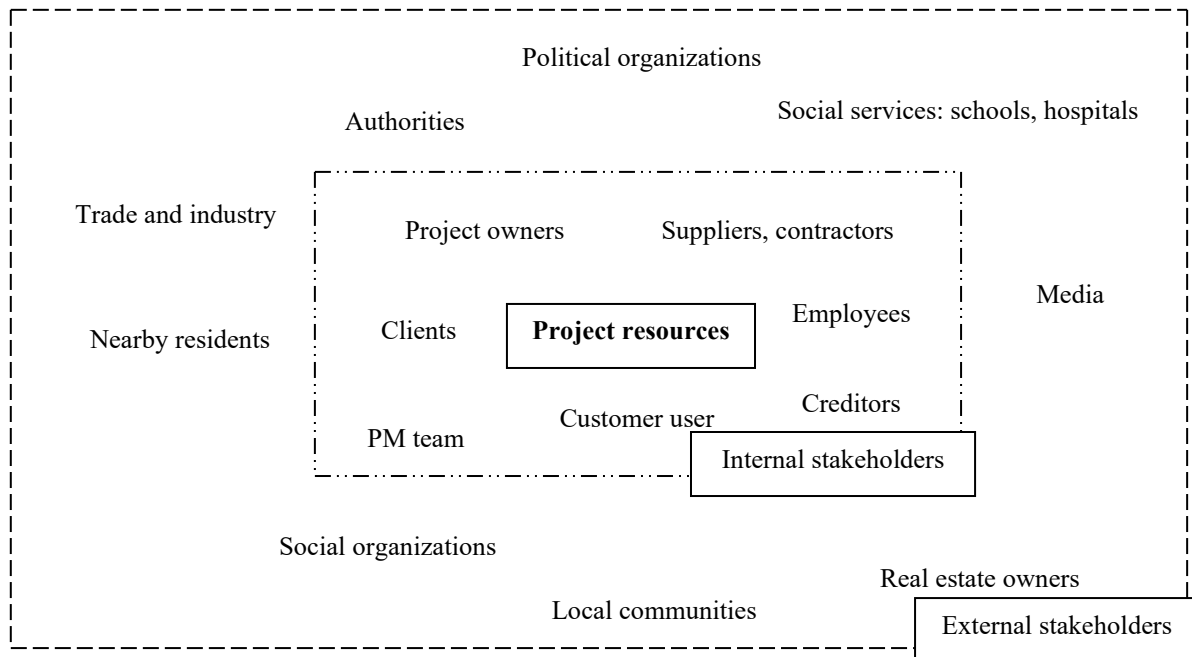 Political organizations
Social services: schools, hospitals
Authorities
Trade and industry
Project owners
Suppliers, contractors
Media
Employees
Clients
Project resources
Nearby residents
Creditors
Customer user
PM team
Internal stakeholders
Social organizations
Real estate owners
Local communities
External stakeholders